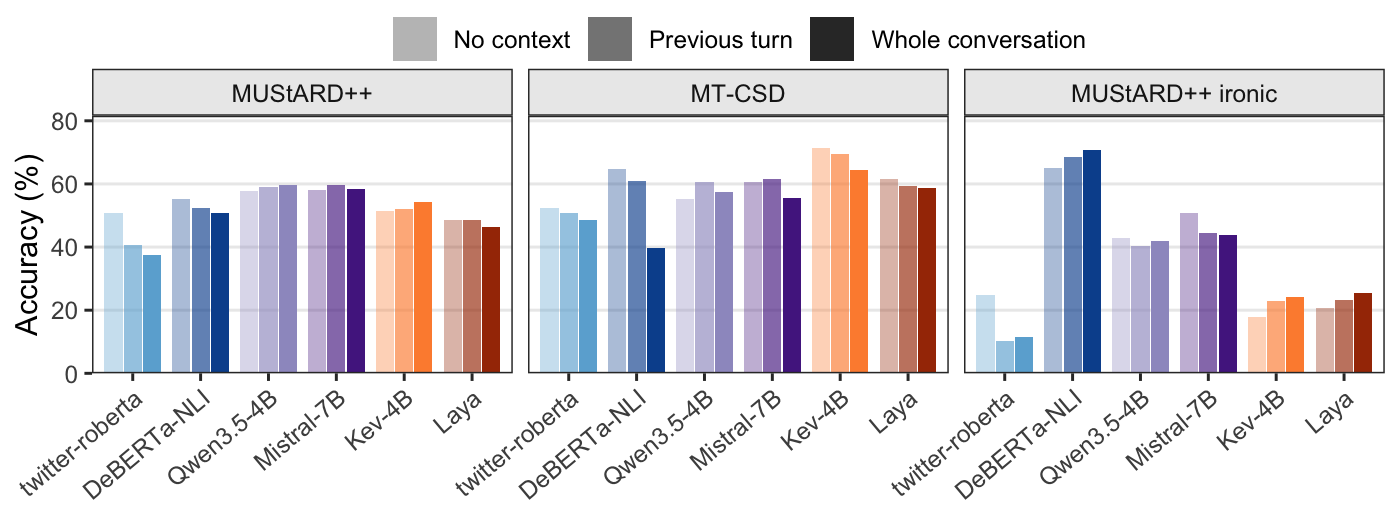 No context Previous turn Whole conversation
MUStARD++ MT-CSD MUStARD++ ironic
Accuracy (%)
80
60
40
20
0
twitter-roberta DeBERTa-NLI Qwen3.5-4B Mistral-7B Kev-4B Laya twitter-roberta DeBERTa-NLI Qwen3.5-4B Mistral-7B Kev-4B Laya twitter-roberta DeBERTa-NLI Qwen3.5-4B Mistral-7B Kev-4B Laya